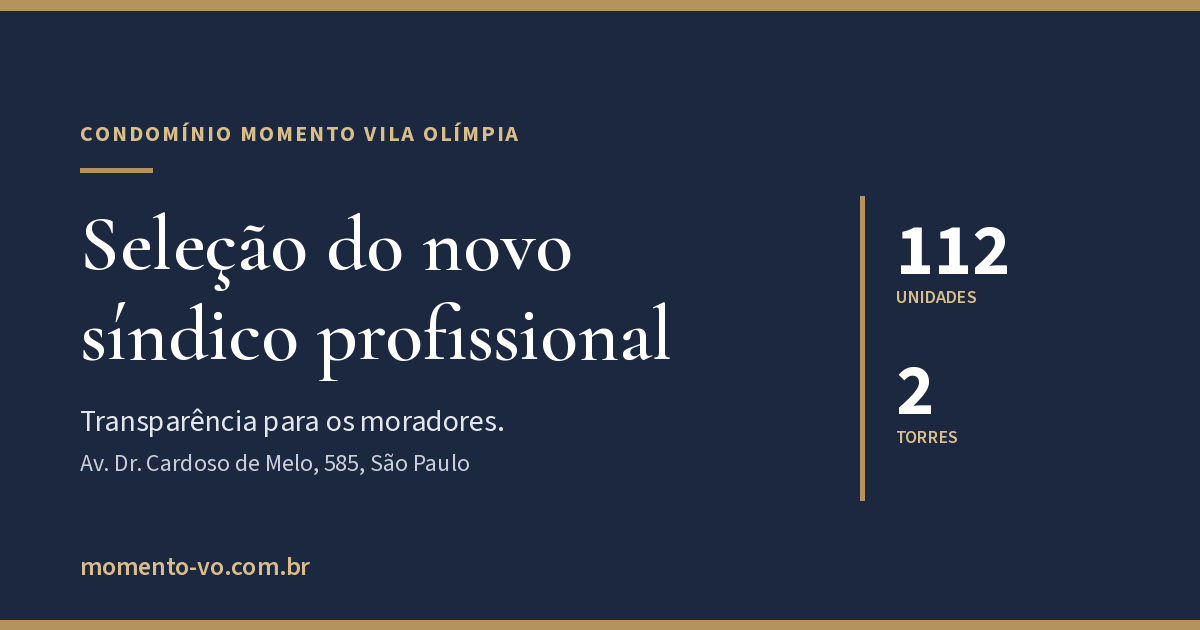 CONDOMÍNIO MOMENTO VILA OLÍMPIA
Seleção do novo
síndico profissional
Transparência para os moradores.
Av. Dr. Cardoso de Melo, 585, São Paulo
momento-vo.com.br
112
UNIDADES
2
TORRES